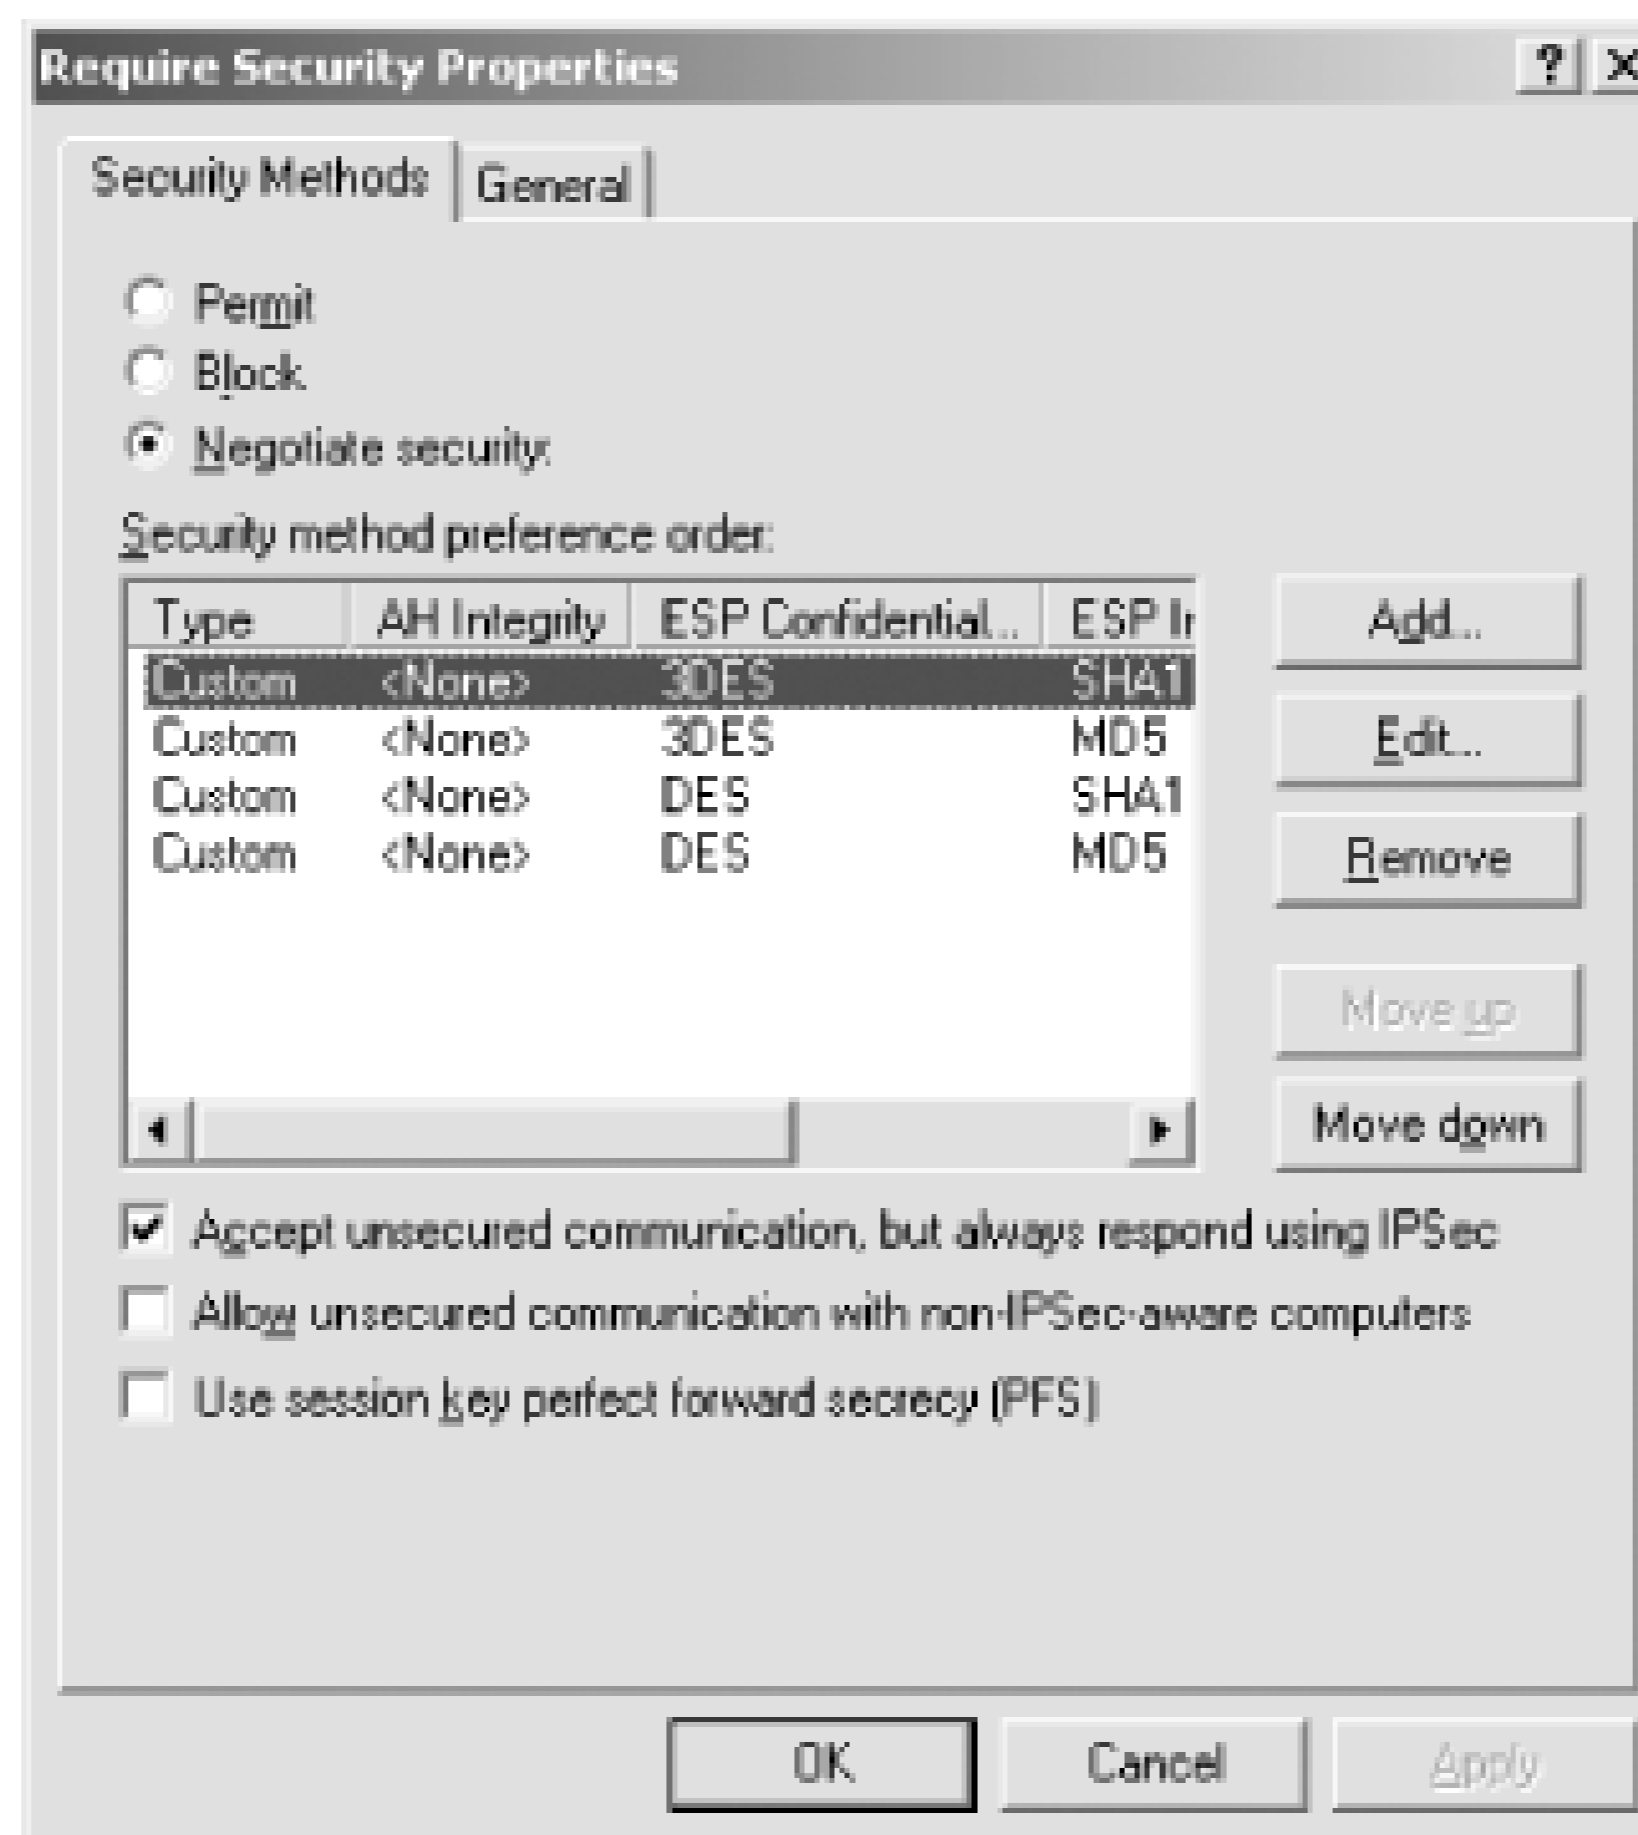 Require Security Properties ? X
Security Methods General
Permit
Block
Negotiate security:
Security method preference order:
Type AH Integrity ESP Confidential... ESP In
Custom <None> 3DES SHA1
Custom <None> 3DES MD5
Custom <None> DES SHA1
Custom <None> DES MD5
Add...
Edit...
Remove
Move up
Move down
Accept unsecured communication, but always respond using IPSec
Allow unsecured communication with non-IPSec-aware computers
Use session key perfect forward secrecy (PFS)
OK Cancel Apply